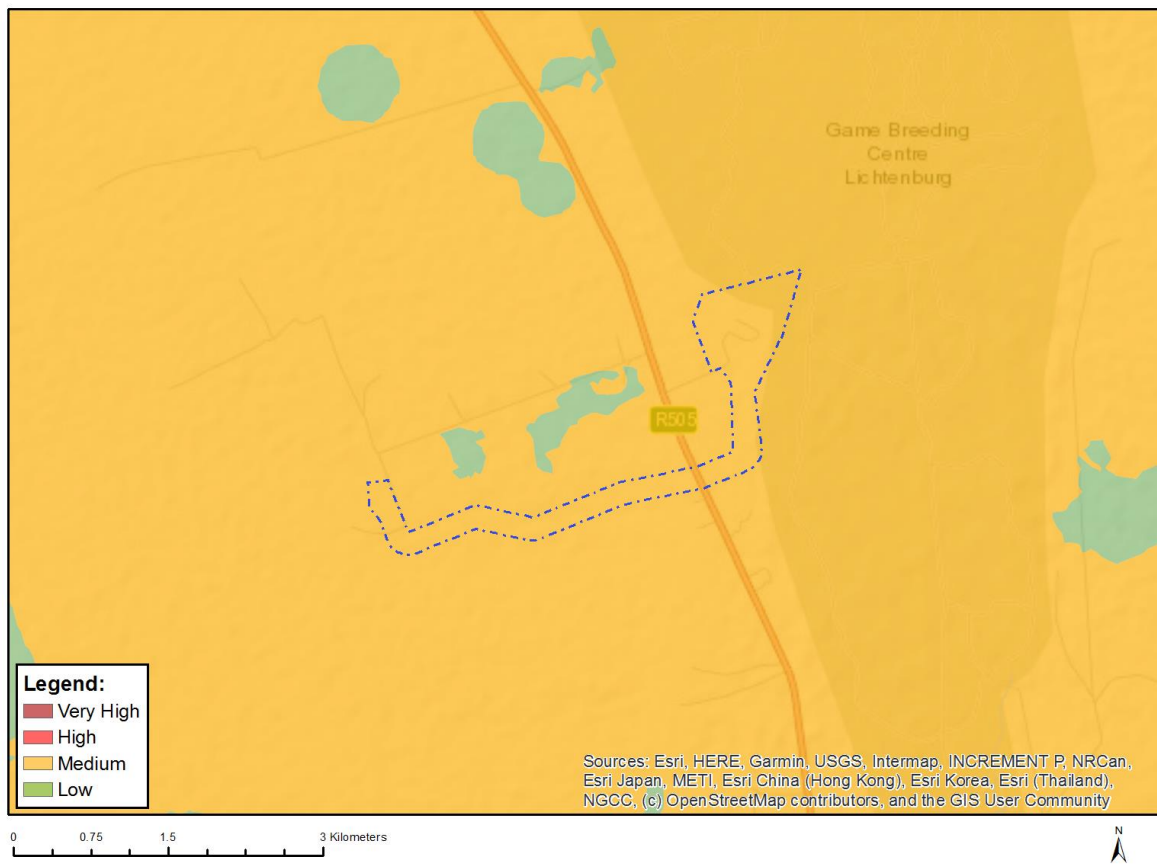 Game Breeding
Centre
Lichtenburg
R505
Legend:
Very High
High
Medium
Low
Sources: Esri, HERE, Garmin, USGS, Intermap, INCREMENT P, NRCan,
Esri Japan, METI, Esri China (Hong Kong), Esri Korea, Esri (Thailand),
NGCC, (c) OpenStreetMap contributors, and the GIS User Community
0 0.75 1.5 3 Kilometers
N